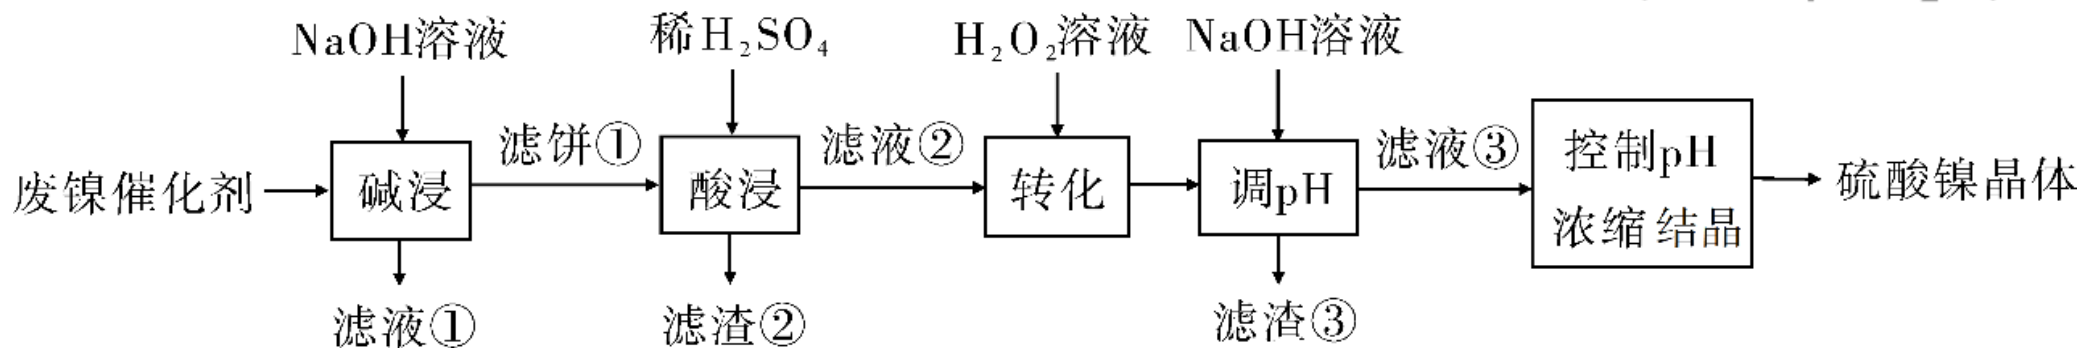 NaOH溶液 稀H₂SO₄ H₂O₂溶液 NaOH溶液
废镍催化剂 碱浸 滤饼① 酸浸 滤液② 转化 调pH 滤液③ 控制pH 硫酸镍晶体
浓缩结晶
滤液① 滤渣② 滤渣③